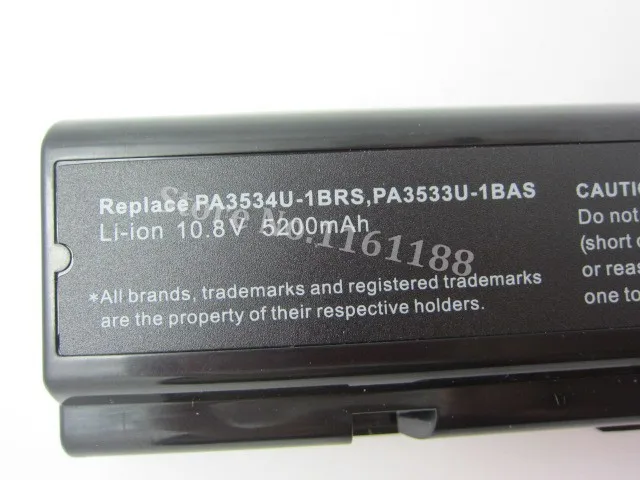 Replace PA3534U-1BRS,PA3533U-1BAS
Li-ion 10.8V 5200mAh
*All brands, trademarks and registered trademarks
are the property of their respective holders.
CAUTI
Do not
(short c
or reas
one to
Store No.1161188